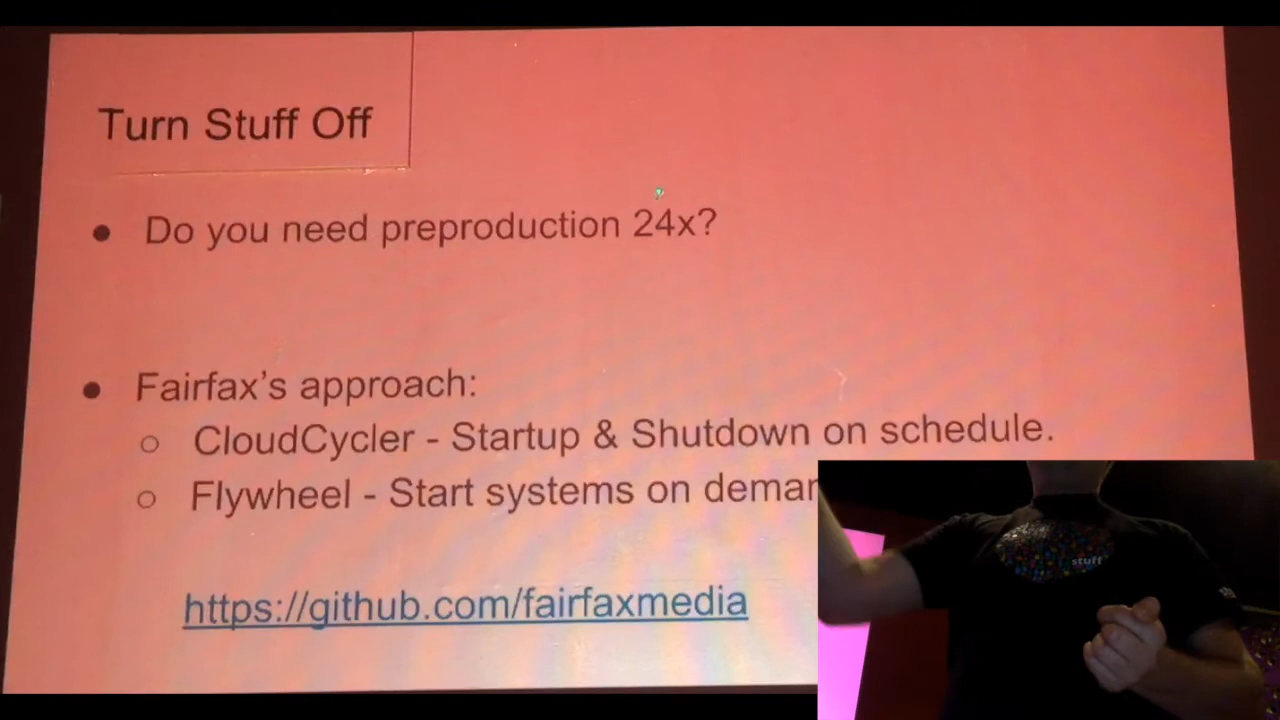 Turn Stuff Off
● Do you need preproduction 24x?
● Fairfax's approach:
○ CloudCycler - Startup & Shutdown on schedule.
○ Flywheel - Start systems on deman
https://github.com/fairfaxmedia
stuff